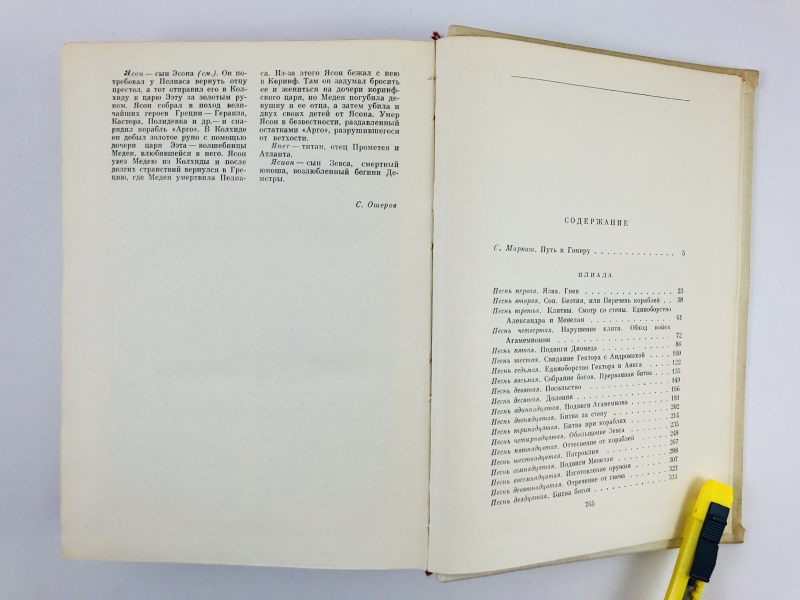 Ясон — сын Эсона (см.). Он по-
требовал у Пелиаса вернуть отцу
престол, а тот отправил его в Кол-
хиду к царю Ээту за золотым ру-
ном. Ясон собрал в поход вели-
чайших героев Греции — Геракла,
Кастора, Полидевка и др.— и сна-
рядил корабль «Арго». В Колхиде
он добыл золотое руно с помощью
дочери царя Ээта — волшебницы
Медеи, влюбившейся в него. Ясон
увез Медею из Колхиды и после
долгих странствий вернулся в Гре-
цию, где Медея умертвила Пелиа-
са. Из-за этого Ясон бежал с нею
в Коринф. Там он задумал бросить
ее и жениться на дочери коринф-
ского царя, но Медея погубила де-
вушку и ее отца, а затем убила и
двух своих детей от Ясона. Умер
Ясон в безвестности, раздавленный
остатками «Арго», разрушившегося
от ветхости.
Япет — титан, отец Прометея и
Атланта.
Ясион — сын Зевса, смертный
юноша, возлюбленный богини Де-
метры.
С. Ошеров
СОДЕРЖАНИЕ
С. Маркиш. Путь к Гомеру . . . . . . . . . . . . . . 5
ИЛИАДА
Песнь первая. Язва. Гнев . . . . . . . . . . . . . . . 23
Песнь вторая. Сон. Беотия, или Перечень кораблей . . 38
Песнь третья. Клятвы. Смотр со стены. Единоборство
Александра и Менелая . . . . . . . . . . . . . . 61
Песнь четвертая. Нарушение клятв. Обход войск
Агамемноном . . . . . . . . . . . . . . . . . . 72
Песнь пятая. Подвиги Диомеда . . . . . . . . . . . . 86
Песнь шестая. Свидание Гектора с Андромахой . . . . 109
Песнь седьмая. Единоборство Гектора и Аякса . . . . 122
Песнь восьмая. Собрание богов. Прерванная битва . . 135
Песнь девятая. Посольство . . . . . . . . . . . . . 149
Песнь десятая. Долония . . . . . . . . . . . . . . . 166
Песнь одиннадцатая. Подвиги Агамемнона . . . . . . . 181
Песнь двенадцатая. Битва за стену . . . . . . . . . 202
Песнь тринадцатая. Битва при кораблях . . . . . . . 214
Песнь четырнадцатая. Обольщение Зевса . . . . . . . 235
Песнь пятнадцатая. Оттеснение от кораблей . . . . . 248
Песнь шестнадцатая. Патроклия . . . . . . . . . . . 267
Песнь семнадцатая. Подвиги Менелая . . . . . . . . . 288
Песнь восемнадцатая. Изготовление оружия . . . . . . 307
Песнь девятнадцатая. Отречение от гнева . . . . . . 323
Песнь двадцатая. Битва богов . . . . . . . . . . . . 331
765